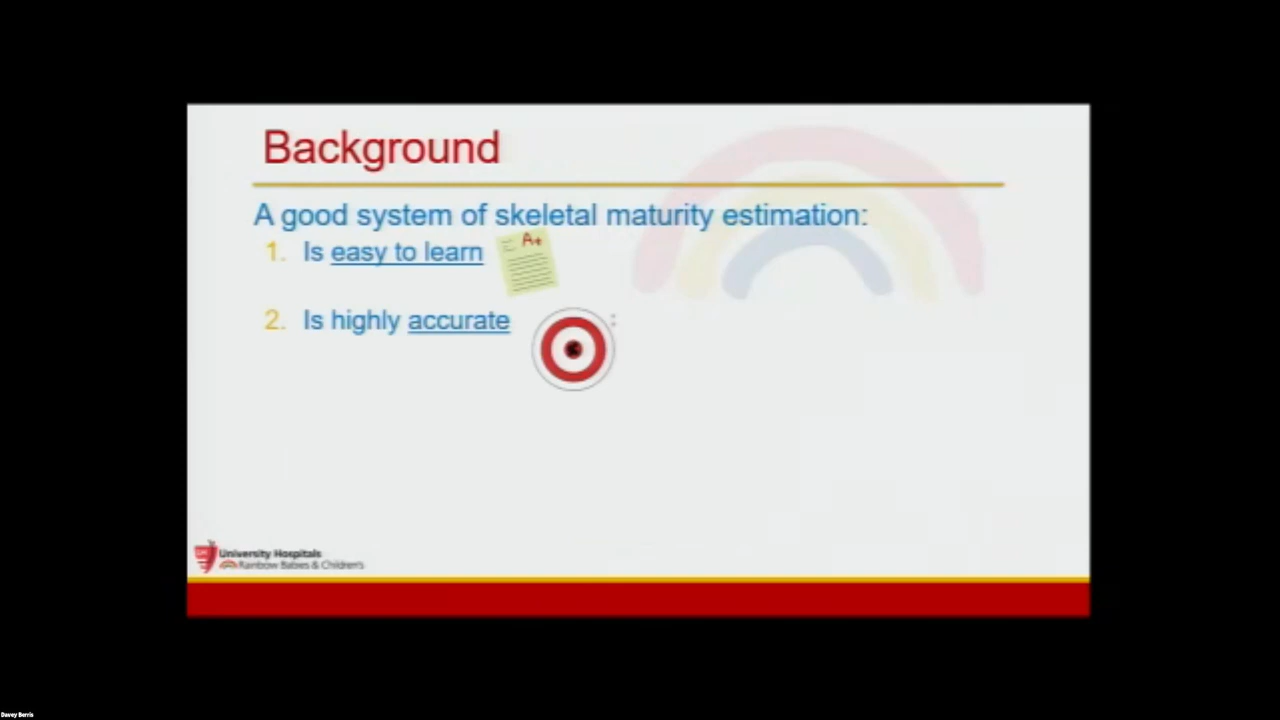 Background
A good system of skeletal maturity estimation:
1. Is easy to learn
A+
2. Is highly accurate
University Hospitals
Rainbow Babies & Children's
Davey Berris